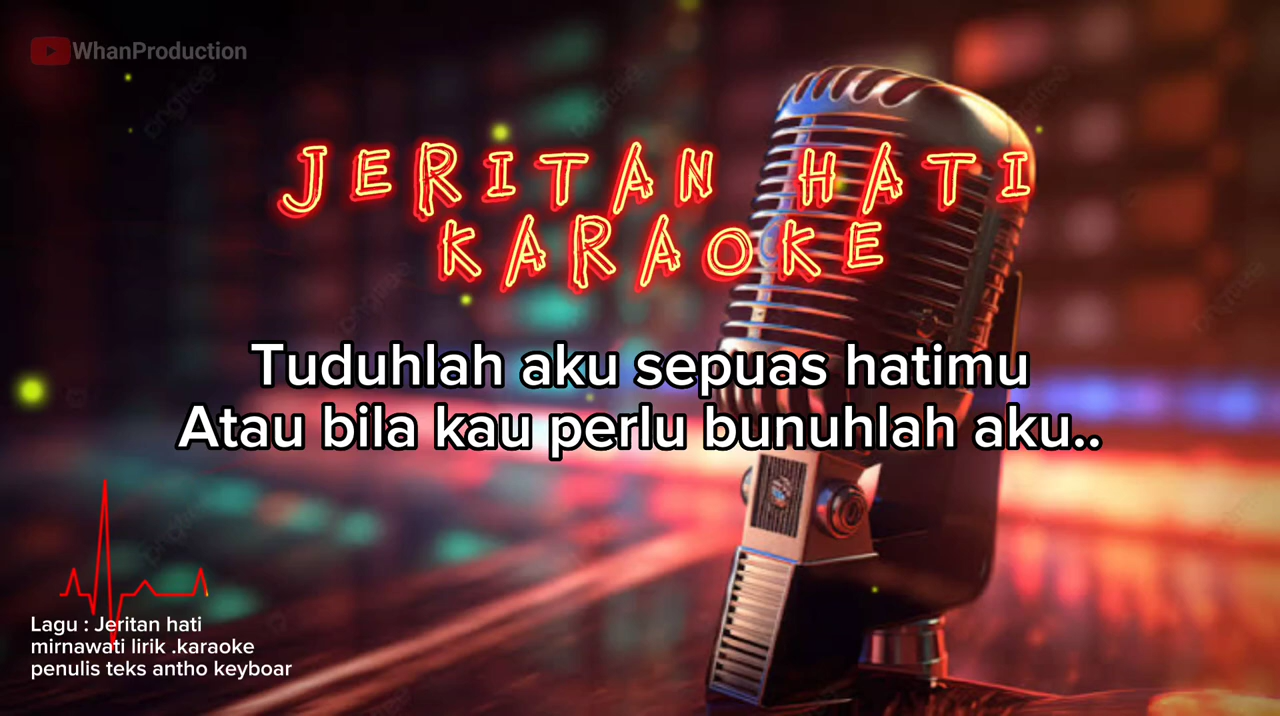 WhanProduction
JERITAN HATI
KARAOKE
Tuduhlah aku sepuas hatimu
Atau bila kau perlu bunuhlah aku..
Lagu : Jeritan hati
mirnawati lirik .karaoke
penulis teks antho keyboar